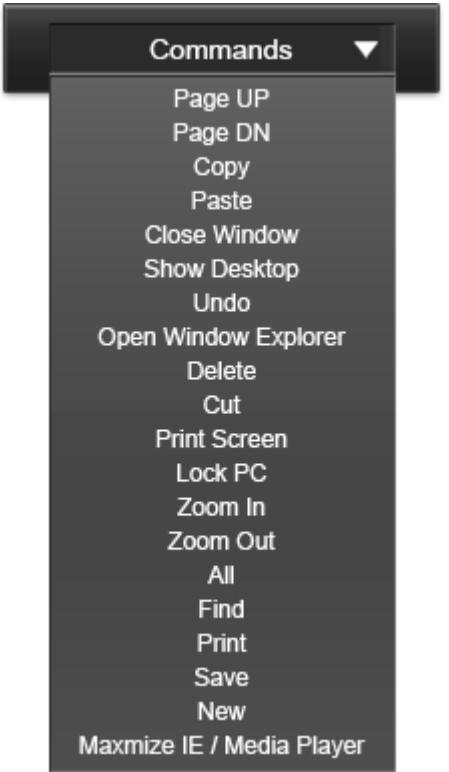 Commands
Page UP
Page DN
Copy
Paste
Close Window
Show Desktop
Undo
Open Window Explorer
Delete
Cut
Print Screen
Lock PC
Zoom In
Zoom Out
All
Find
Print
Save
New
Maxmize IE / Media Player